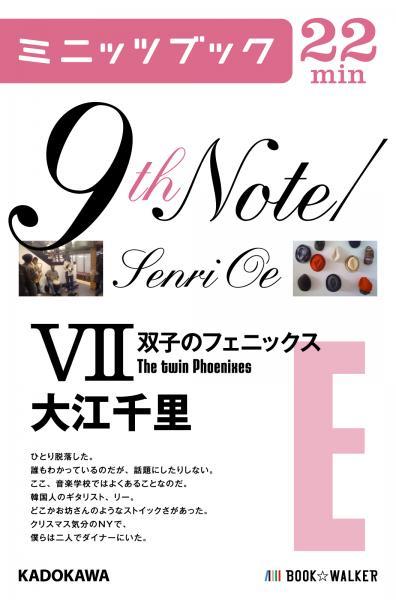 ミニッツブック
22
min
9th Note/
Senri Oe
VII
双子のフェニックス
The twin Phoenixes
大江千里
E
ひとり脱落した。
誰もわかっているのだが、話題にしたりしない。
ここ、音楽学校ではよくあることなのだ。
韓国人のギタリスト、リー。
どこかお坊さんのようなストイックさがあった。
クリスマス気分のNYで、
僕らは二人でダイナーにいた。
KADOKAWA
BOOK☆WALKER